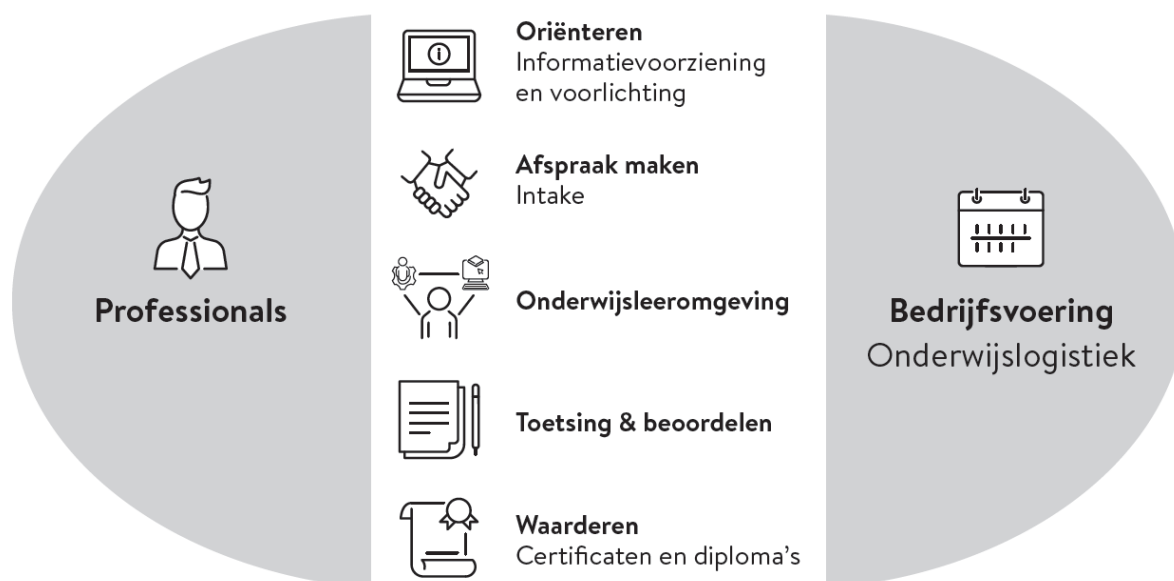 Oriënteren
Informatievoorziening
en voorlichting
Afspraak maken
Intake
Professionals
Onderwijsleeromgeving
Bedrijfsvoering
Onderwijslogistiek
Toetsing & beoordelen
Waarderen
Certificaten en diploma's